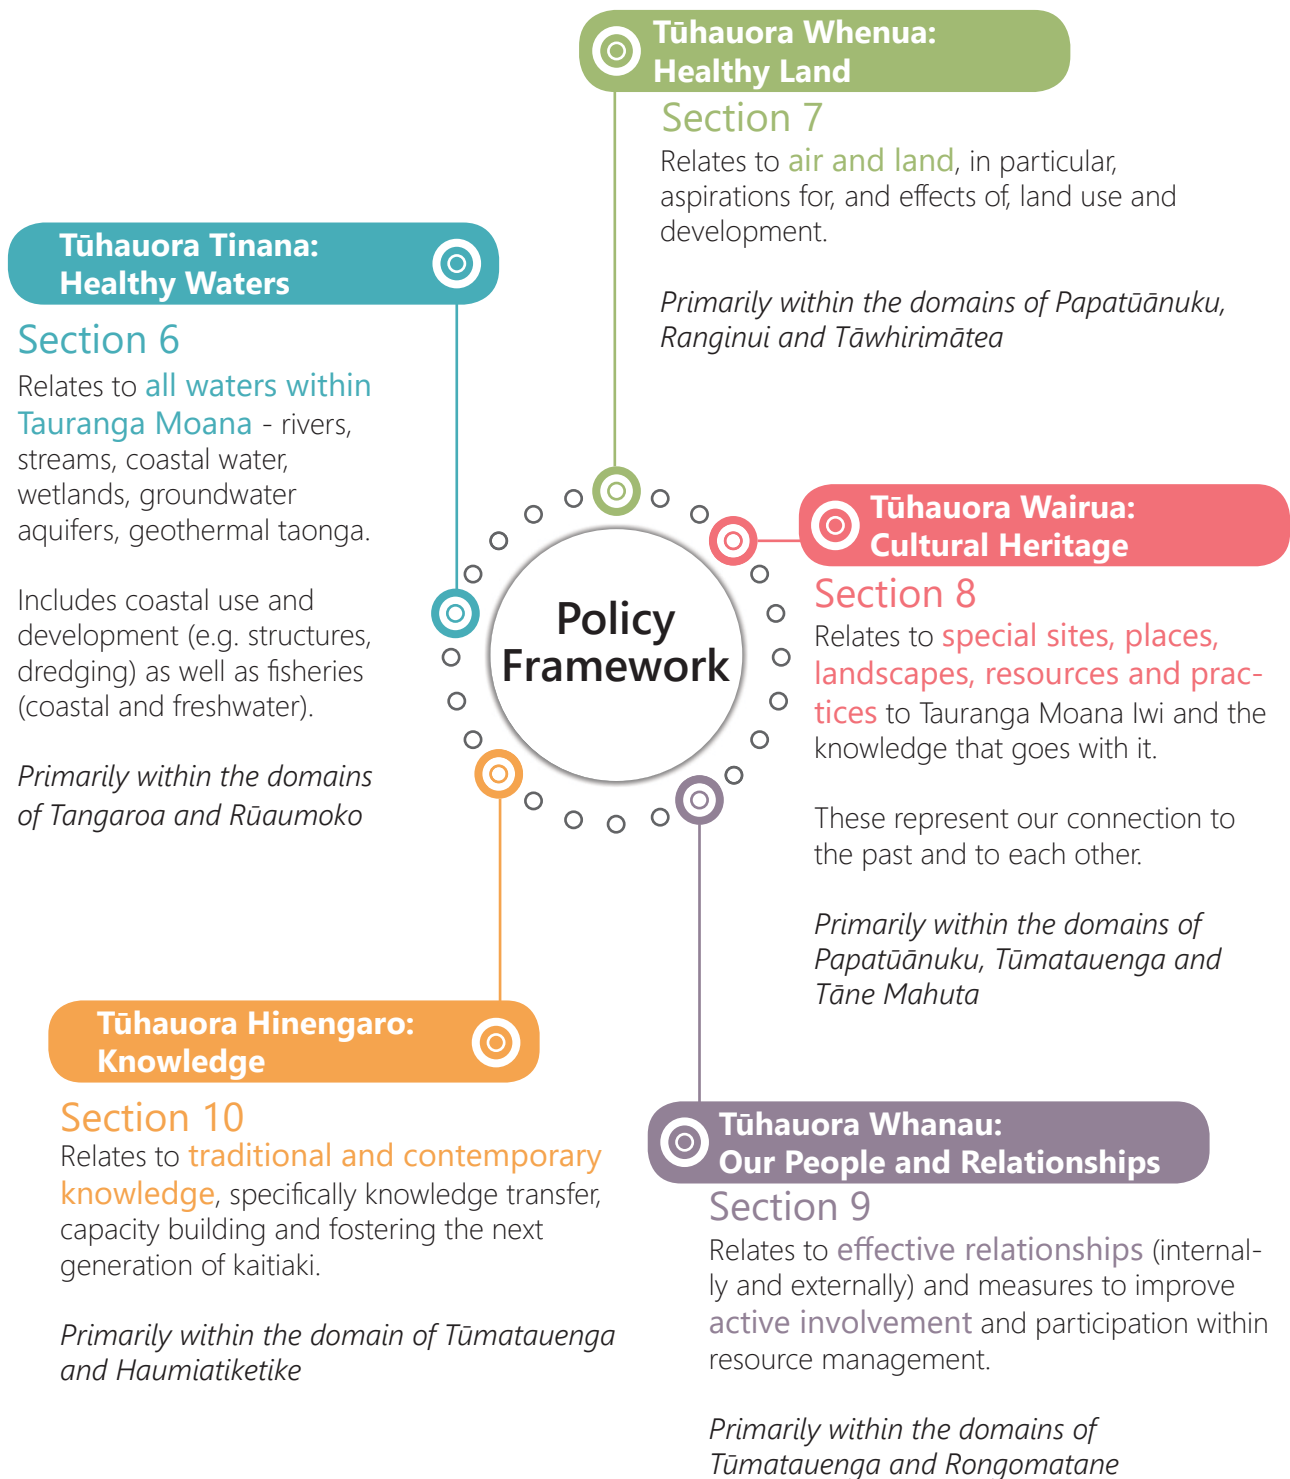 Tūhauora Whenua:
Healthy Land
Section 7
Relates to air and land, in particular,
aspirations for, and effects of, land use and
development.
Primarily within the domains of Papatūānuku,
Ranginui and Tāwhirimātea
Tūhauora Tinana:
Healthy Waters
Section 6
Relates to all waters within
Tauranga Moana - rivers,
streams, coastal water,
wetlands, groundwater
aquifers, geothermal taonga.
Includes coastal use and
development (e.g. structures,
dredging) as well as fisheries
(coastal and freshwater).
Primarily within the domains
of Tangaroa and Rūaumoko
Policy
Framework
Tūhauora Wairua:
Cultural Heritage
Section 8
Relates to special sites, places,
landscapes, resources and prac-
tices to Tauranga Moana Iwi and the
knowledge that goes with it.
These represent our connection to
the past and to each other.
Primarily within the domains of
Papatūānuku, Tūmatauenga and
Tāne Mahuta
Tūhauora Hinengaro:
Knowledge
Section 10
Relates to traditional and contemporary
knowledge, specifically knowledge transfer,
capacity building and fostering the next
generation of kaitiaki.
Primarily within the domain of Tūmatauenga
and Haumiatiketike
Tūhauora Whanau:
Our People and Relationships
Section 9
Relates to effective relationships (internal-
ly and externally) and measures to improve
active involvement and participation within
resource management.
Primarily within the domains of
Tūmatauenga and Rongomatane